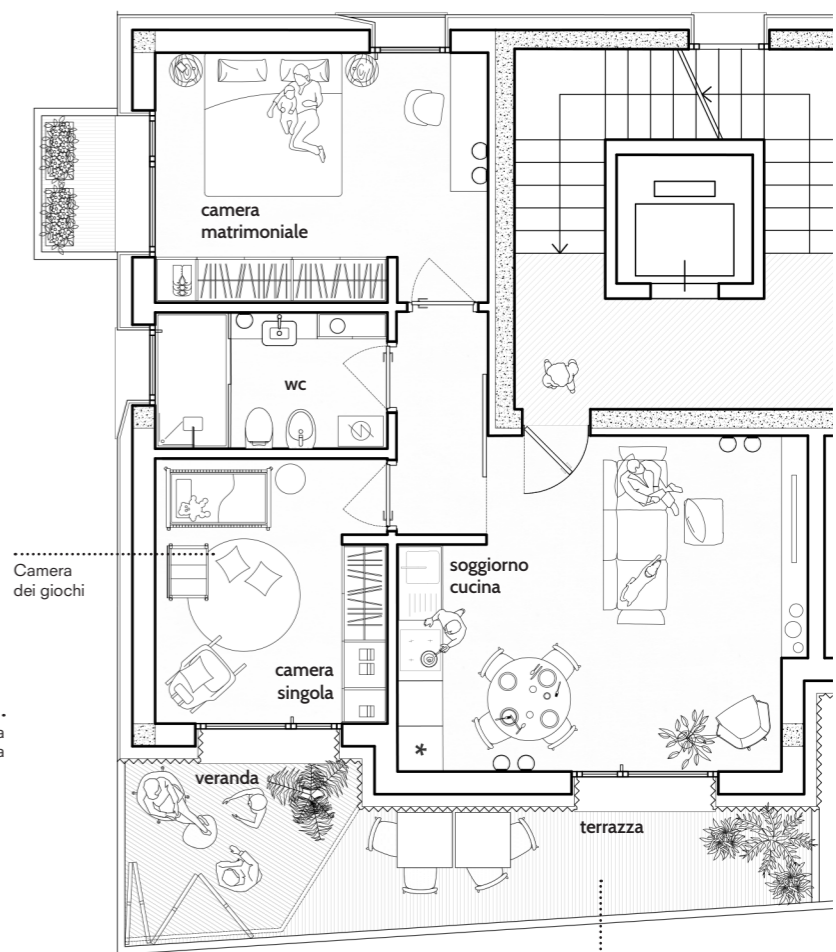 camera
matrimoniale
wc
Camera
dei giochi
soggiorno
cucina
camera
singola
*
a
a
veranda
terrazza